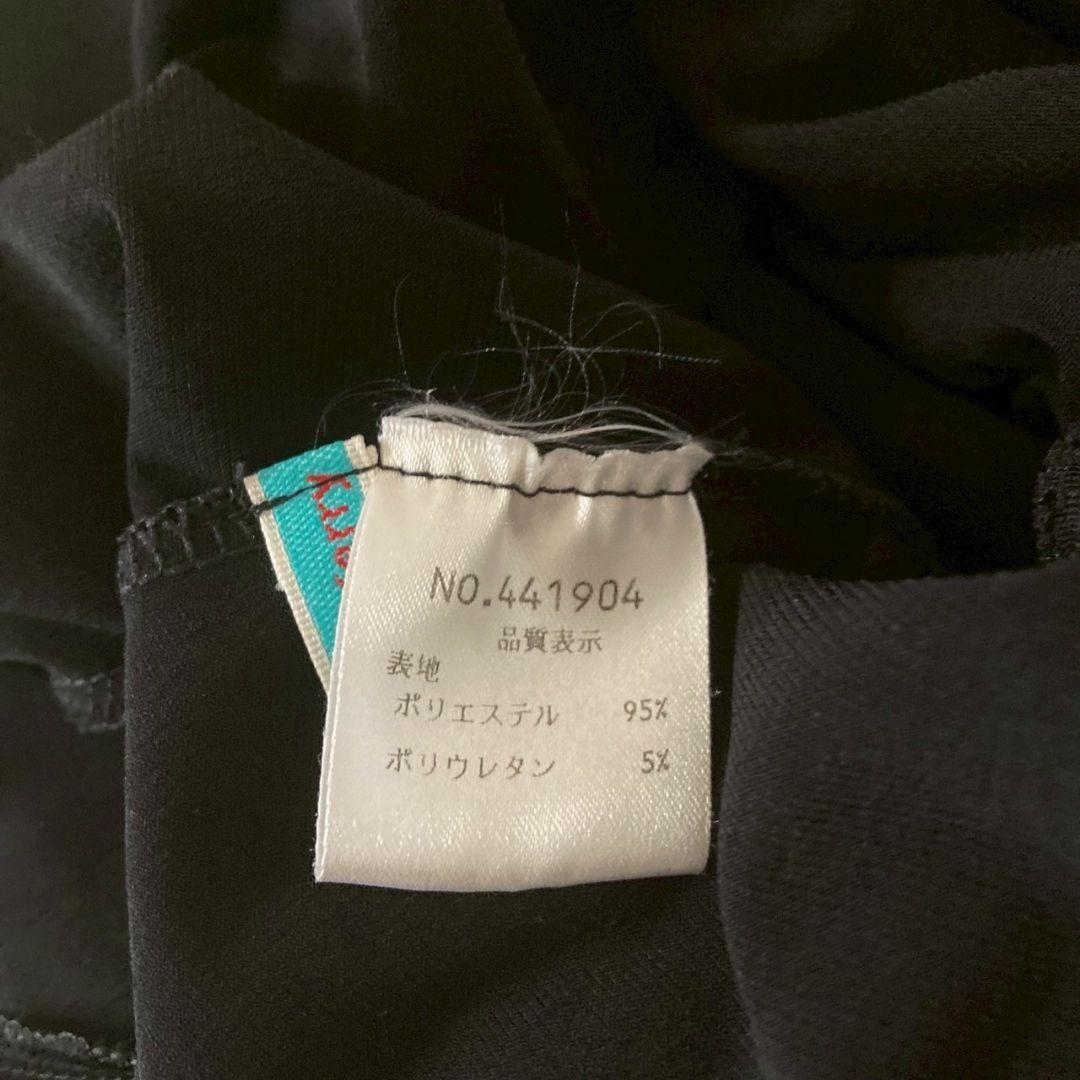 NO.441904
品質表示
表地
ポリエステル 95%
ポリウレタン 5%